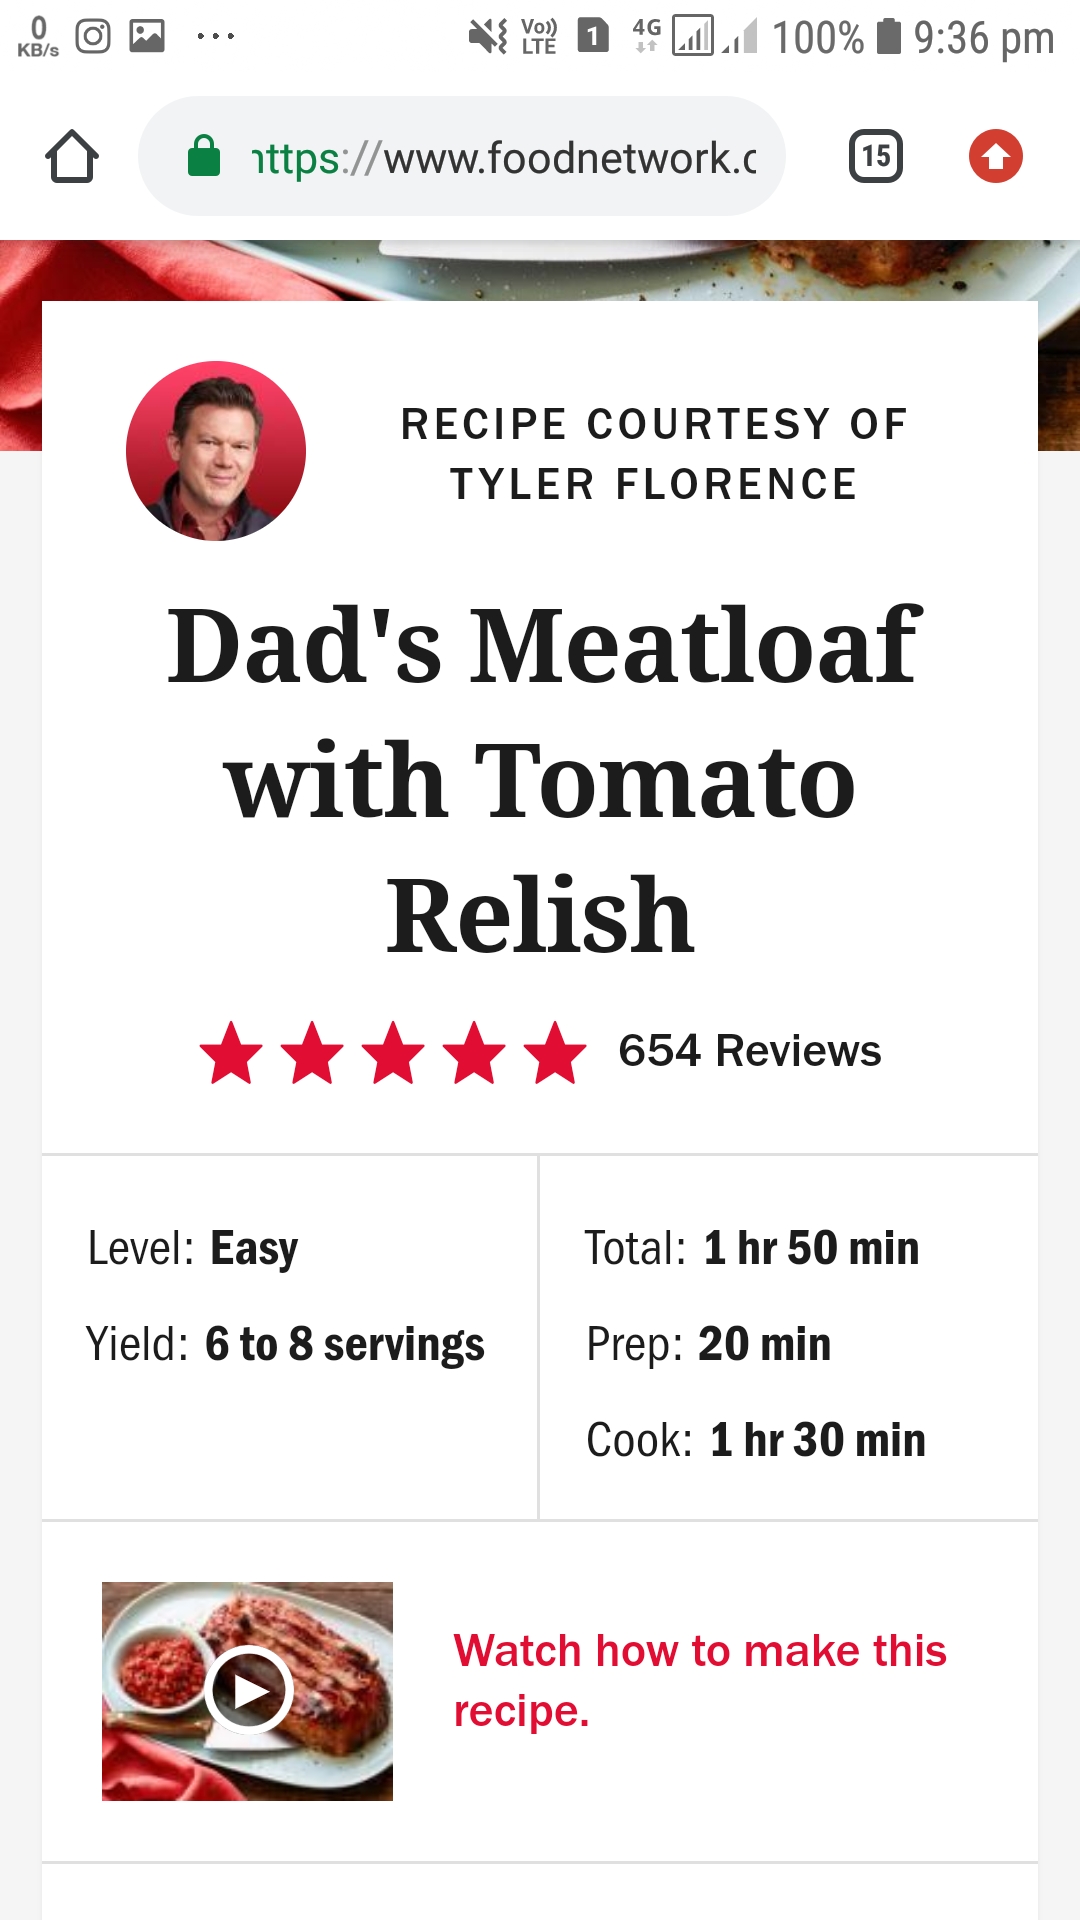 0
KB/s
Vo))
LTE
1
4G
100%
9:36 pm
https://www.foodnetwork.c
15
RECIPE COURTESY OF
TYLER FLORENCE
Dad's Meatloaf
with Tomato
Relish
654 Reviews
Level: Easy
Total: 1 hr 50 min
Yield: 6 to 8 servings
Prep: 20 min
Cook: 1 hr 30 min
Watch how to make this
recipe.